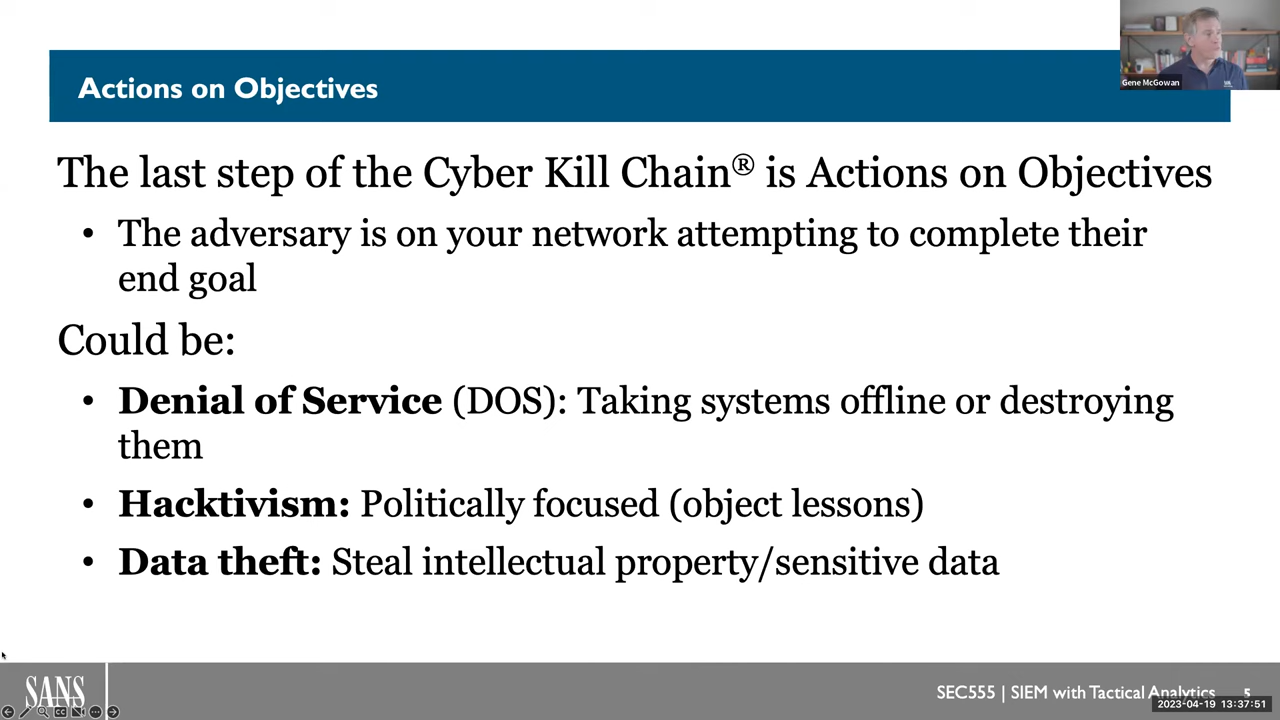 Actions on Objectives
Gene McGowan
The last step of the Cyber Kill Chain® is Actions on Objectives
• The adversary is on your network attempting to complete their
end goal
Could be:
• Denial of Service (DOS): Taking systems offline or destroying
them
• Hacktivism: Politically focused (object lessons)
• Data theft: Steal intellectual property/sensitive data
SANS
SEC555 | SIEM with Tactical Analytics 5
2023-04-19 13:37:51